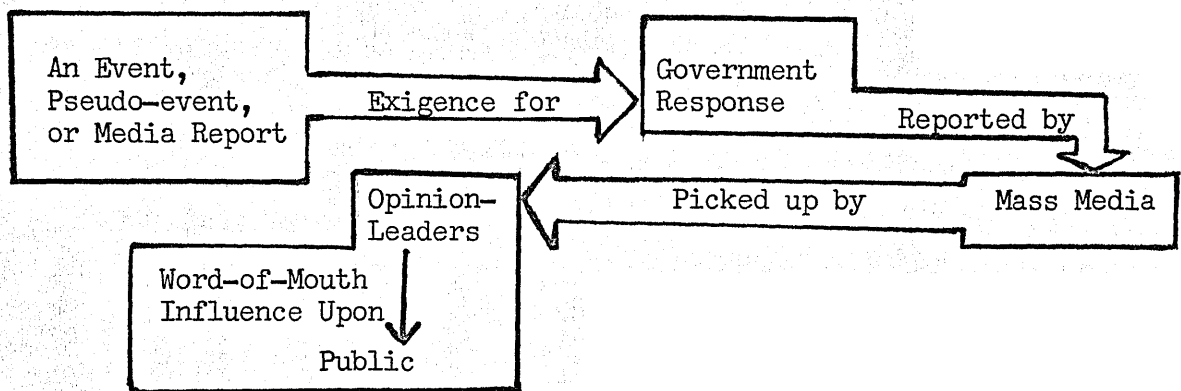 An Event,
Pseudo-event,
or Media Report
Exigence for
Government
Response
Reported by
Mass Media
Picked up by
Opinion-
Leaders
Word-of-Mouth
Influence Upon
Public